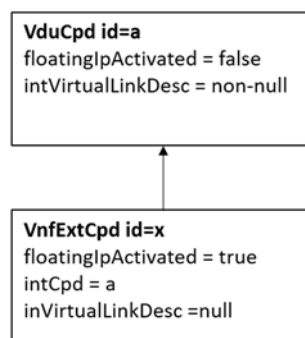 VduCpd id=a
floatingIpActivated = false
intVirtualLinkDesc = non-null
VnfExtCpd id=x
floatingIpActivated = true
intCpd = a
inVirtualLinkDesc =null